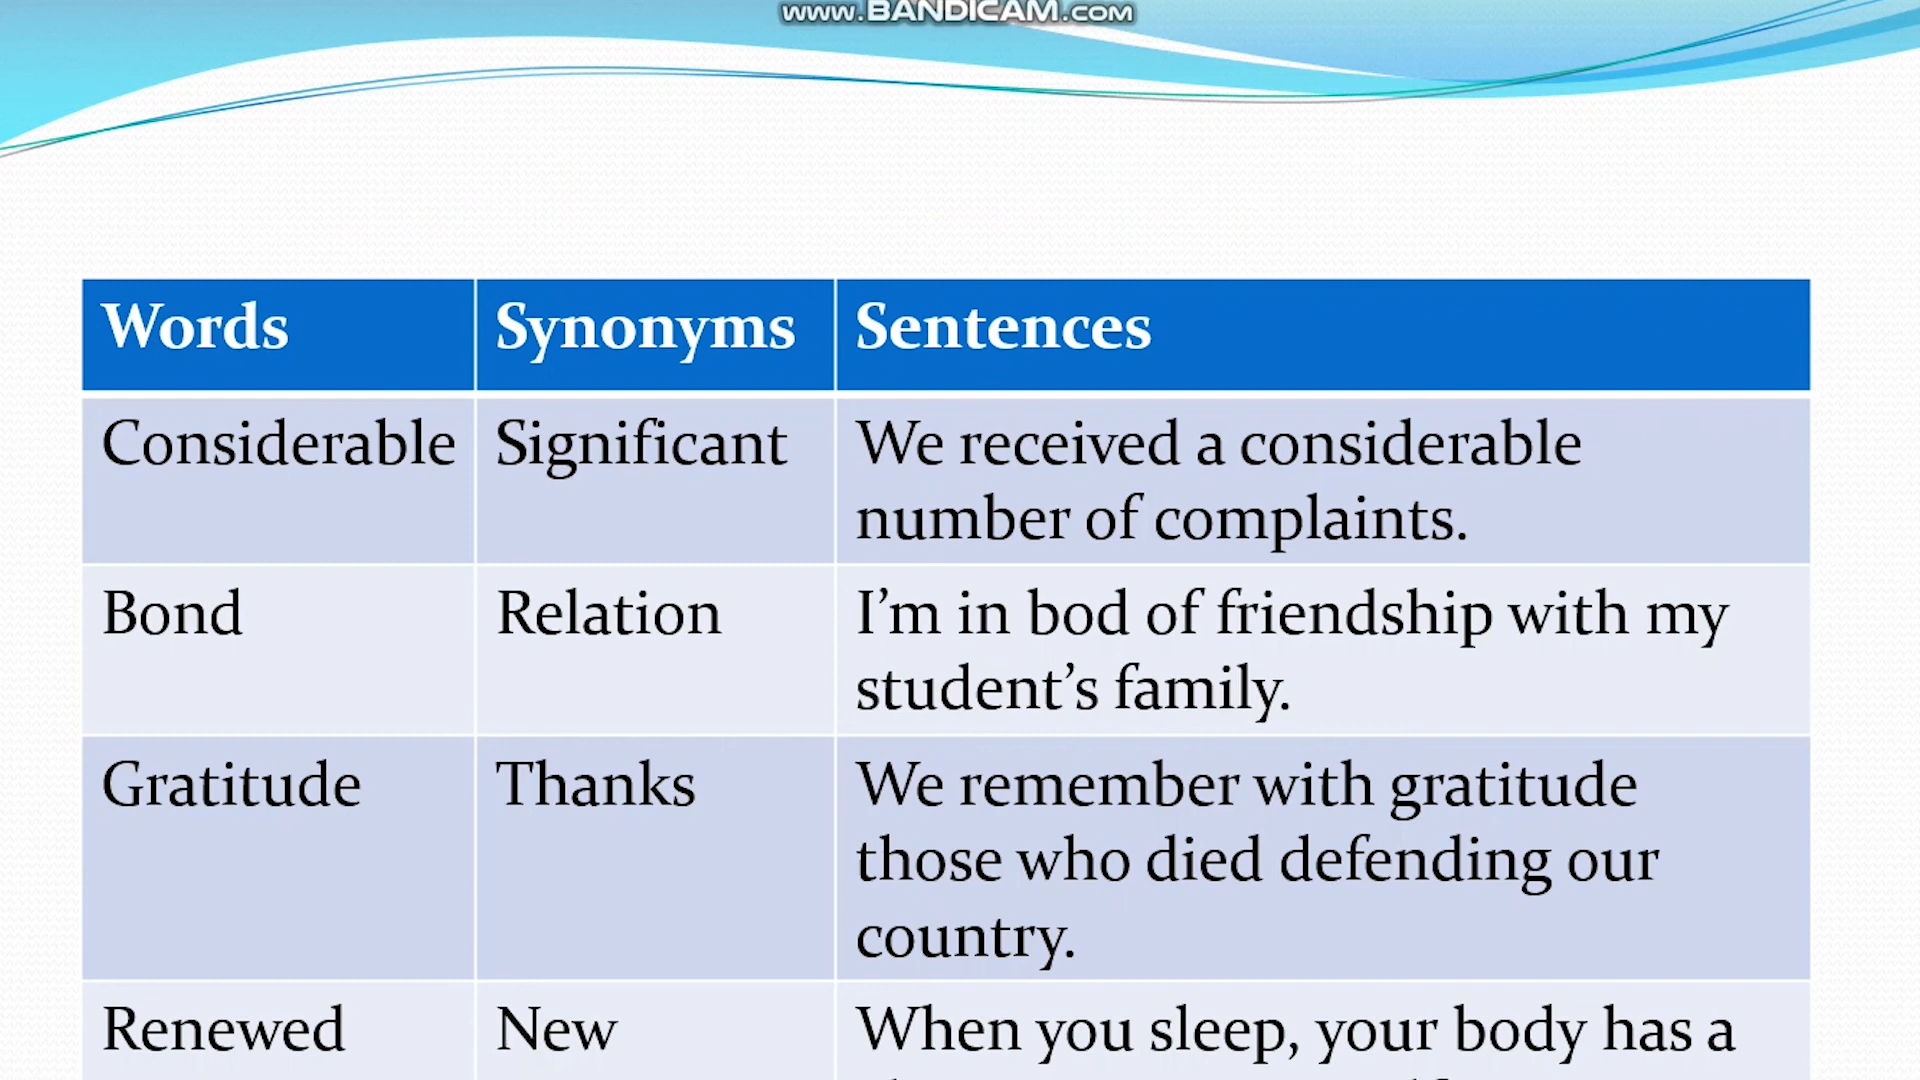 www.BANDICAM.com
Words Synonyms Sentences
Considerable Significant We received a considerable
number of complaints.
Bond Relation I'm in bod of friendship with my
student's family.
Gratitude Thanks We remember with gratitude
those who died defending our
country.
Renewed New When you sleep, your body has a